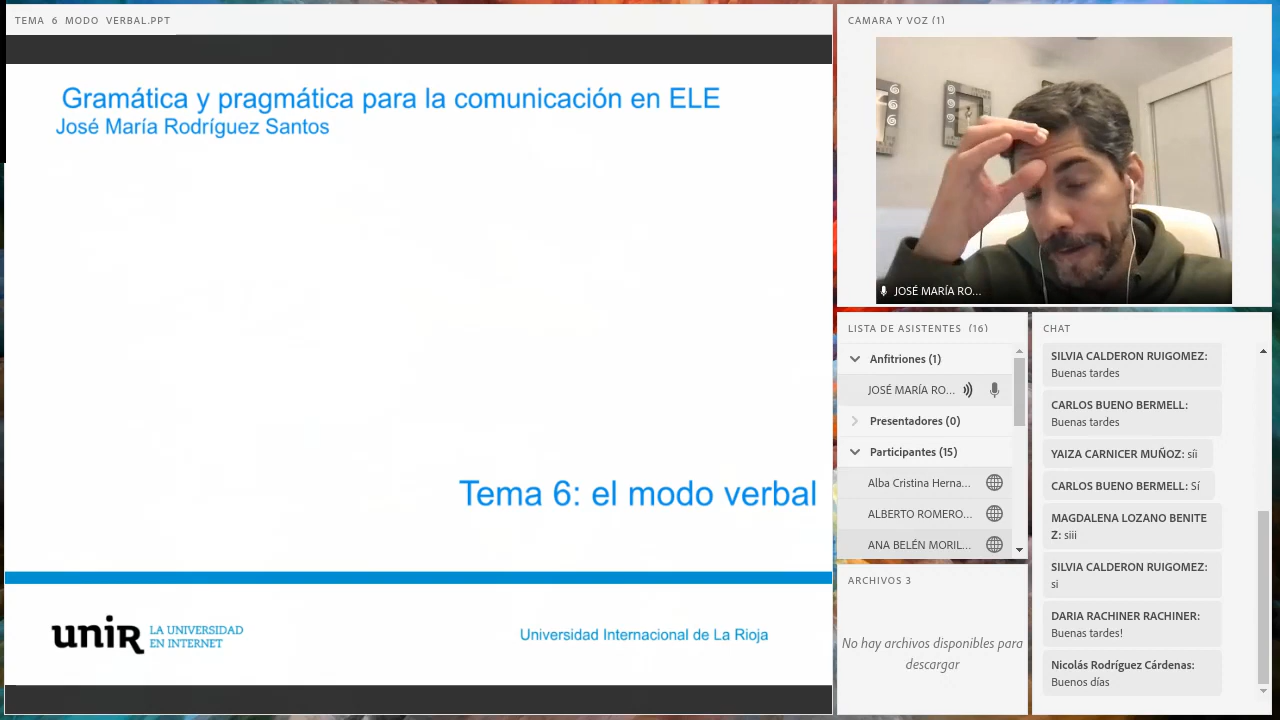 TEMA 6 MODO VERBAL.PPT
Gramática y pragmática para la comunicación en ELE
José María Rodríguez Santos
Tema 6: el modo verbal
unir LA UNIVERSIDAD
EN INTERNET
Universidad Internacional de La Rioja
CAMARA Y VOZ (1)
JOSÉ MARÍA RO...
LISTA DE ASISTENTES (16)
Anfitriones (1)
JOSÉ MARÍA RO...
Presentadores (0)
Participantes (15)
Alba Cristina Herna...
ALBERTO ROMERO...
ANA BELÉN MORIL...
ARCHIVOS 3
No hay archivos disponibles para
descargar
CHAT
SILVIA CALDERON RUIGOMEZ:
Buenas tardes
CARLOS BUENO BERMELL:
Buenas tardes
YAIZA CARNICER MUÑOZ: síi
CARLOS BUENO BERMELL: Sí
MAGDALENA LOZANO BENITE
Z: siii
SILVIA CALDERON RUIGOMEZ:
si
DARIA RACHINER RACHINER:
Buenas tardes!
Nicolás Rodríguez Cárdenas:
Buenos días